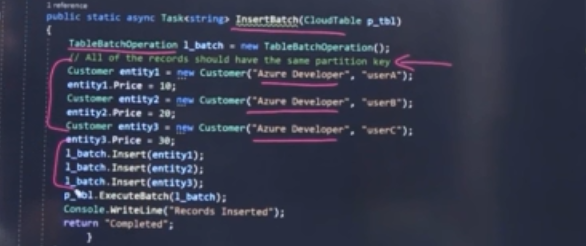 1 reference
public static async Task<string> InsertBatch(CloudTable p_tbl)
{
TableBatchOperation l_batch = new TableBatchOperation();
// All of the records should have the same partition key
Customer entity1 = new Customer("Azure Developer", "userA");
entity1.Price = 10;
Customer entity2 = new Customer("Azure Developer", "userB");
entity2.Price = 20;
Customer entity3 = new Customer("Azure Developer", "userC");
entity3.Price = 30;
l_batch.Insert(entity1);
l_batch.Insert(entity2);
l_batch.Insert(entity3);
p_tbl.ExecuteBatch(l_batch);
Console.WriteLine("Records Inserted");
return "Completed";
}